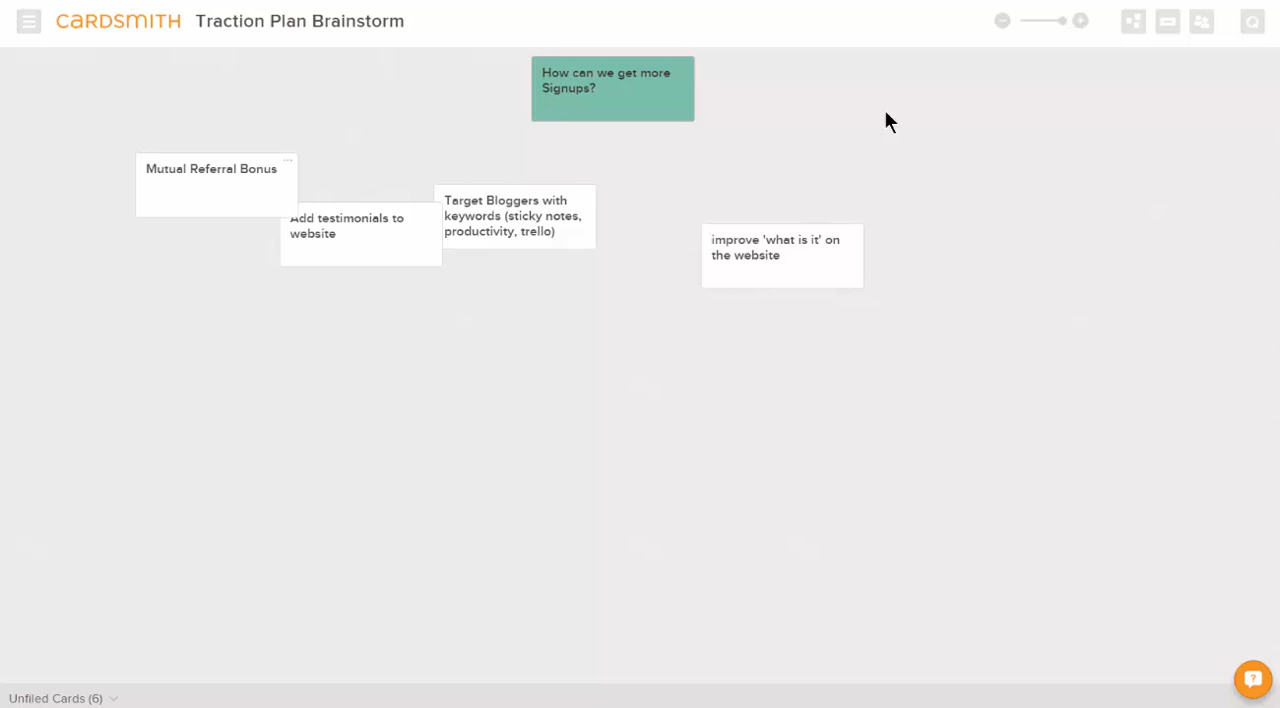 CARDSMITH Traction Plan Brainstorm
How can we get more
Signups?
Mutual Referral Bonus
Add testimonials to
website
Target Bloggers with
keywords (sticky notes,
productivity, trello)
improve 'what is it' on
the website
Unfiled Cards (6)